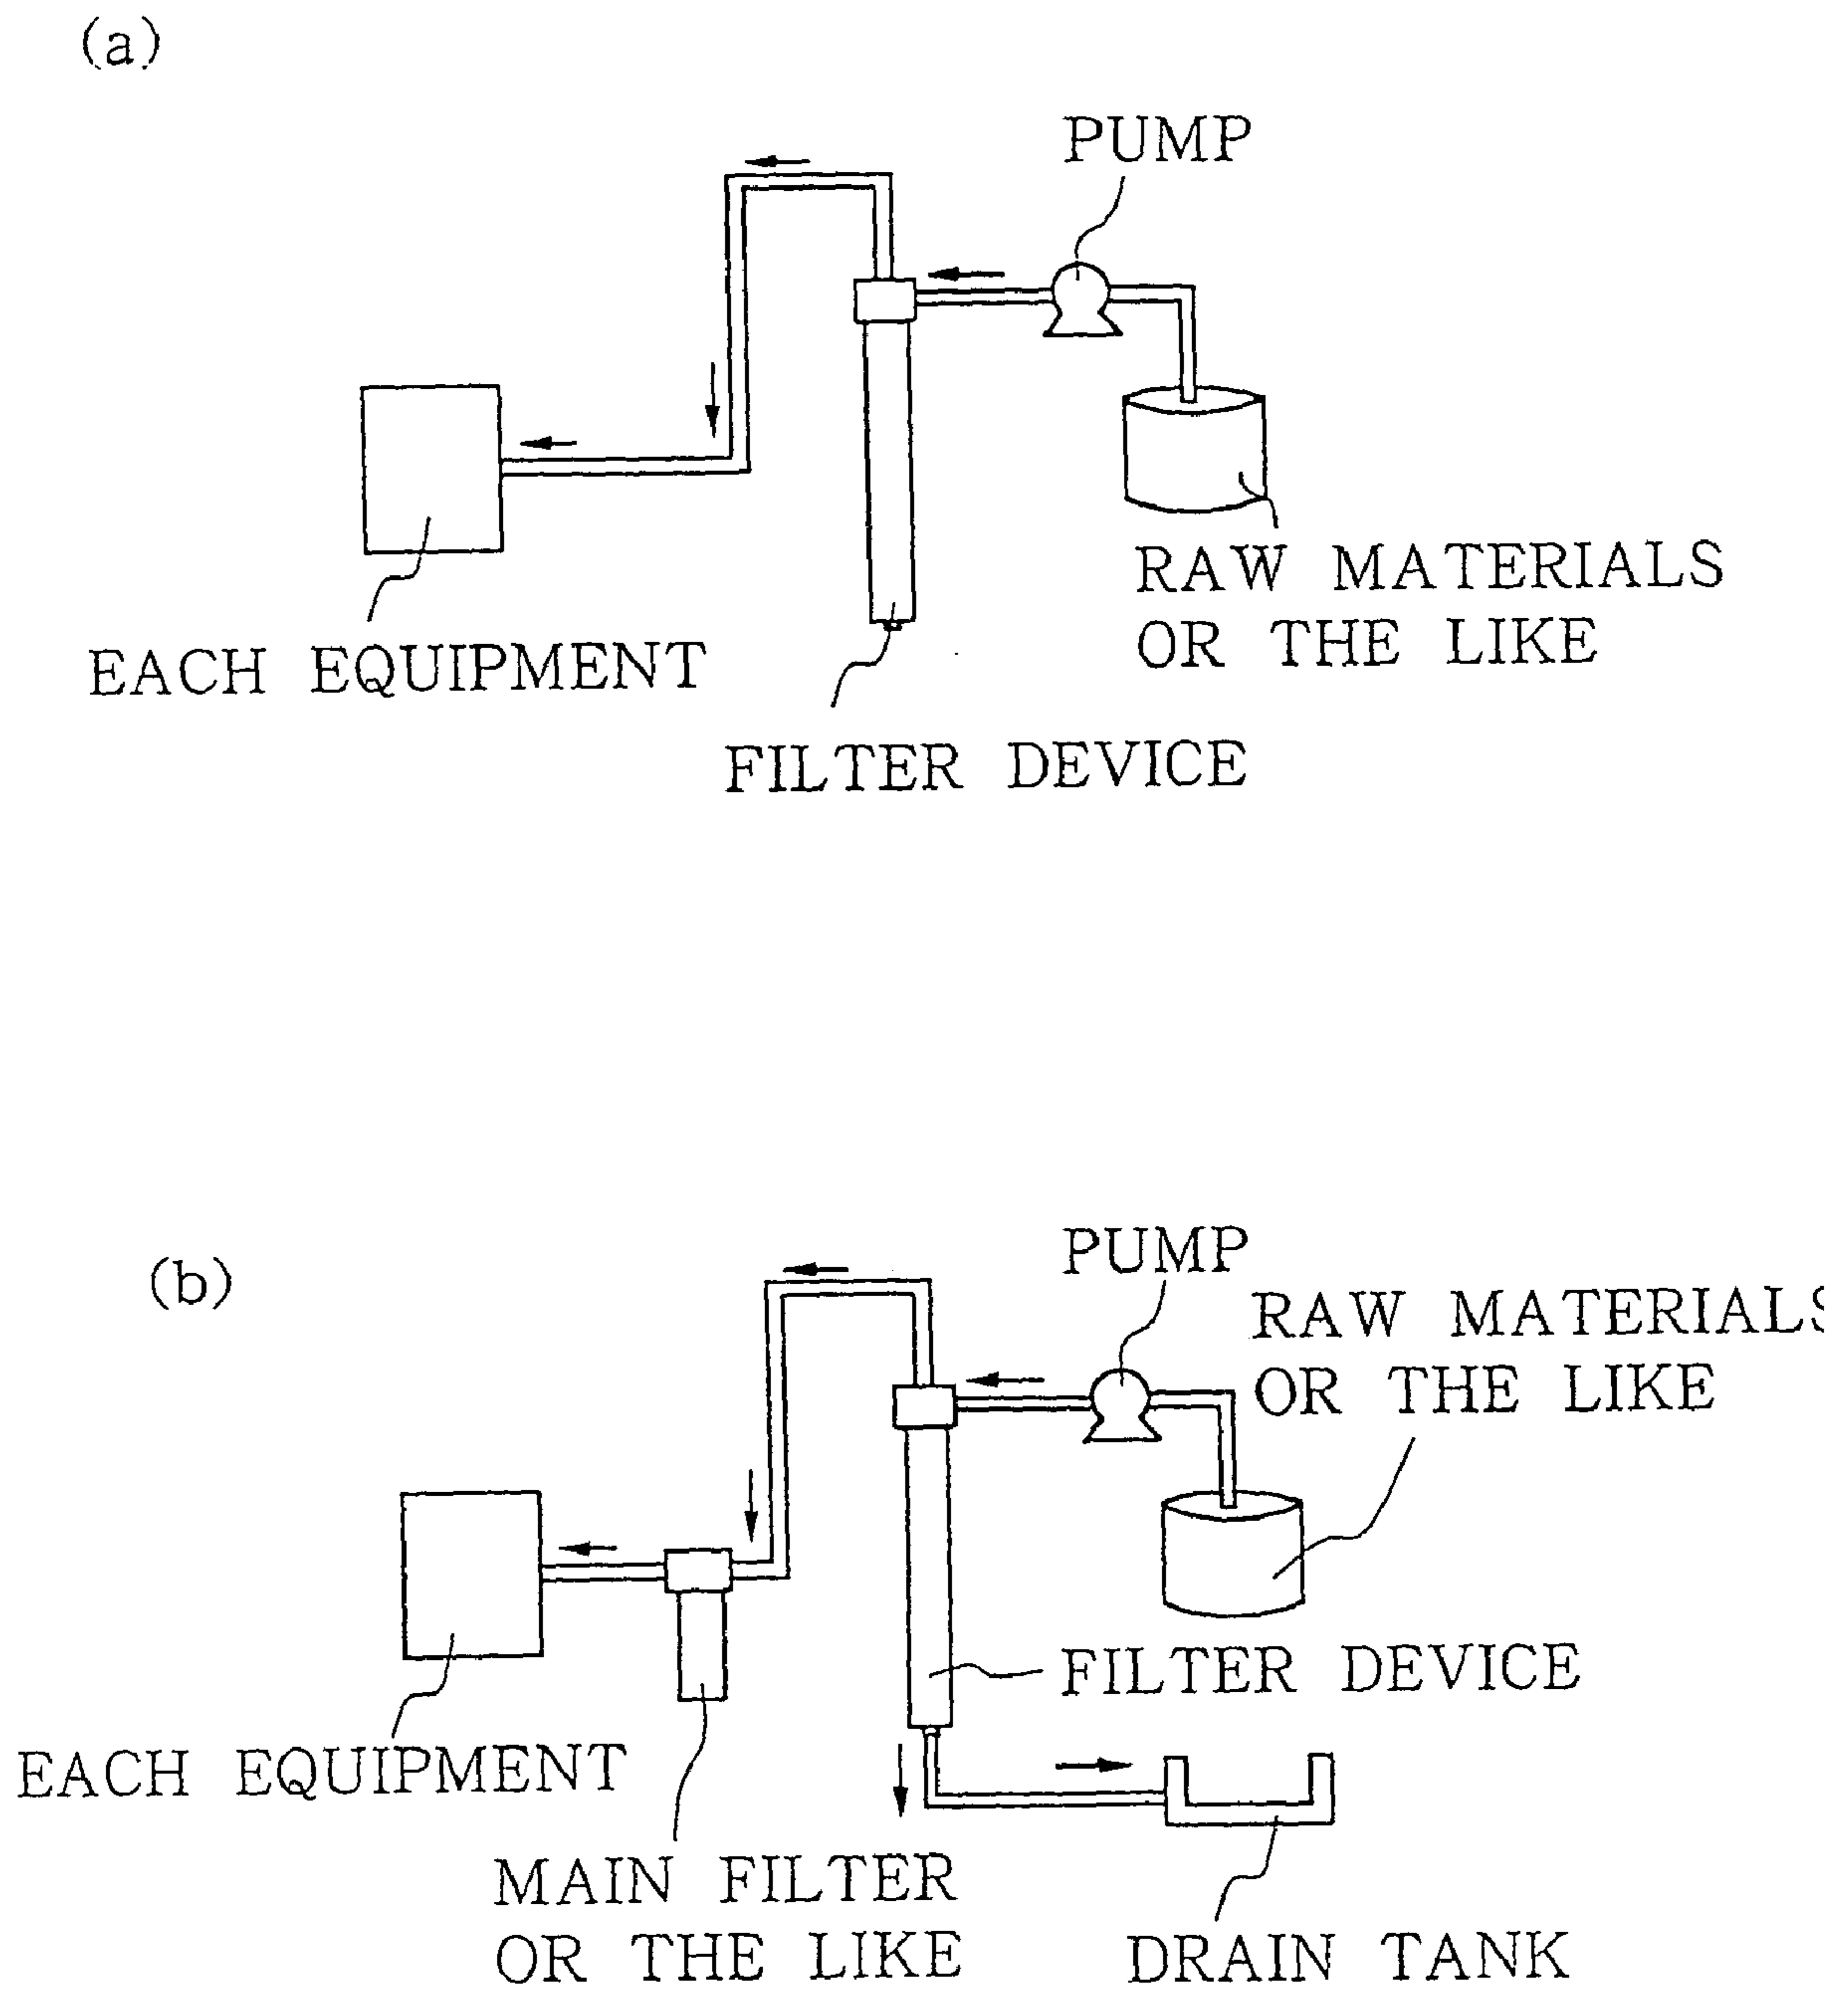 (a)
PUMP
RAW MATERIALS
OR THE LIKE
EACH EQUIPMENT
FILTER DEVICE
(b)
PUMP
RAW MATERIALS
OR THE LIKE
FILTER DEVICE
EACH EQUIPMENT
MAIN FILTER
OR THE LIKE
DRAIN TANK